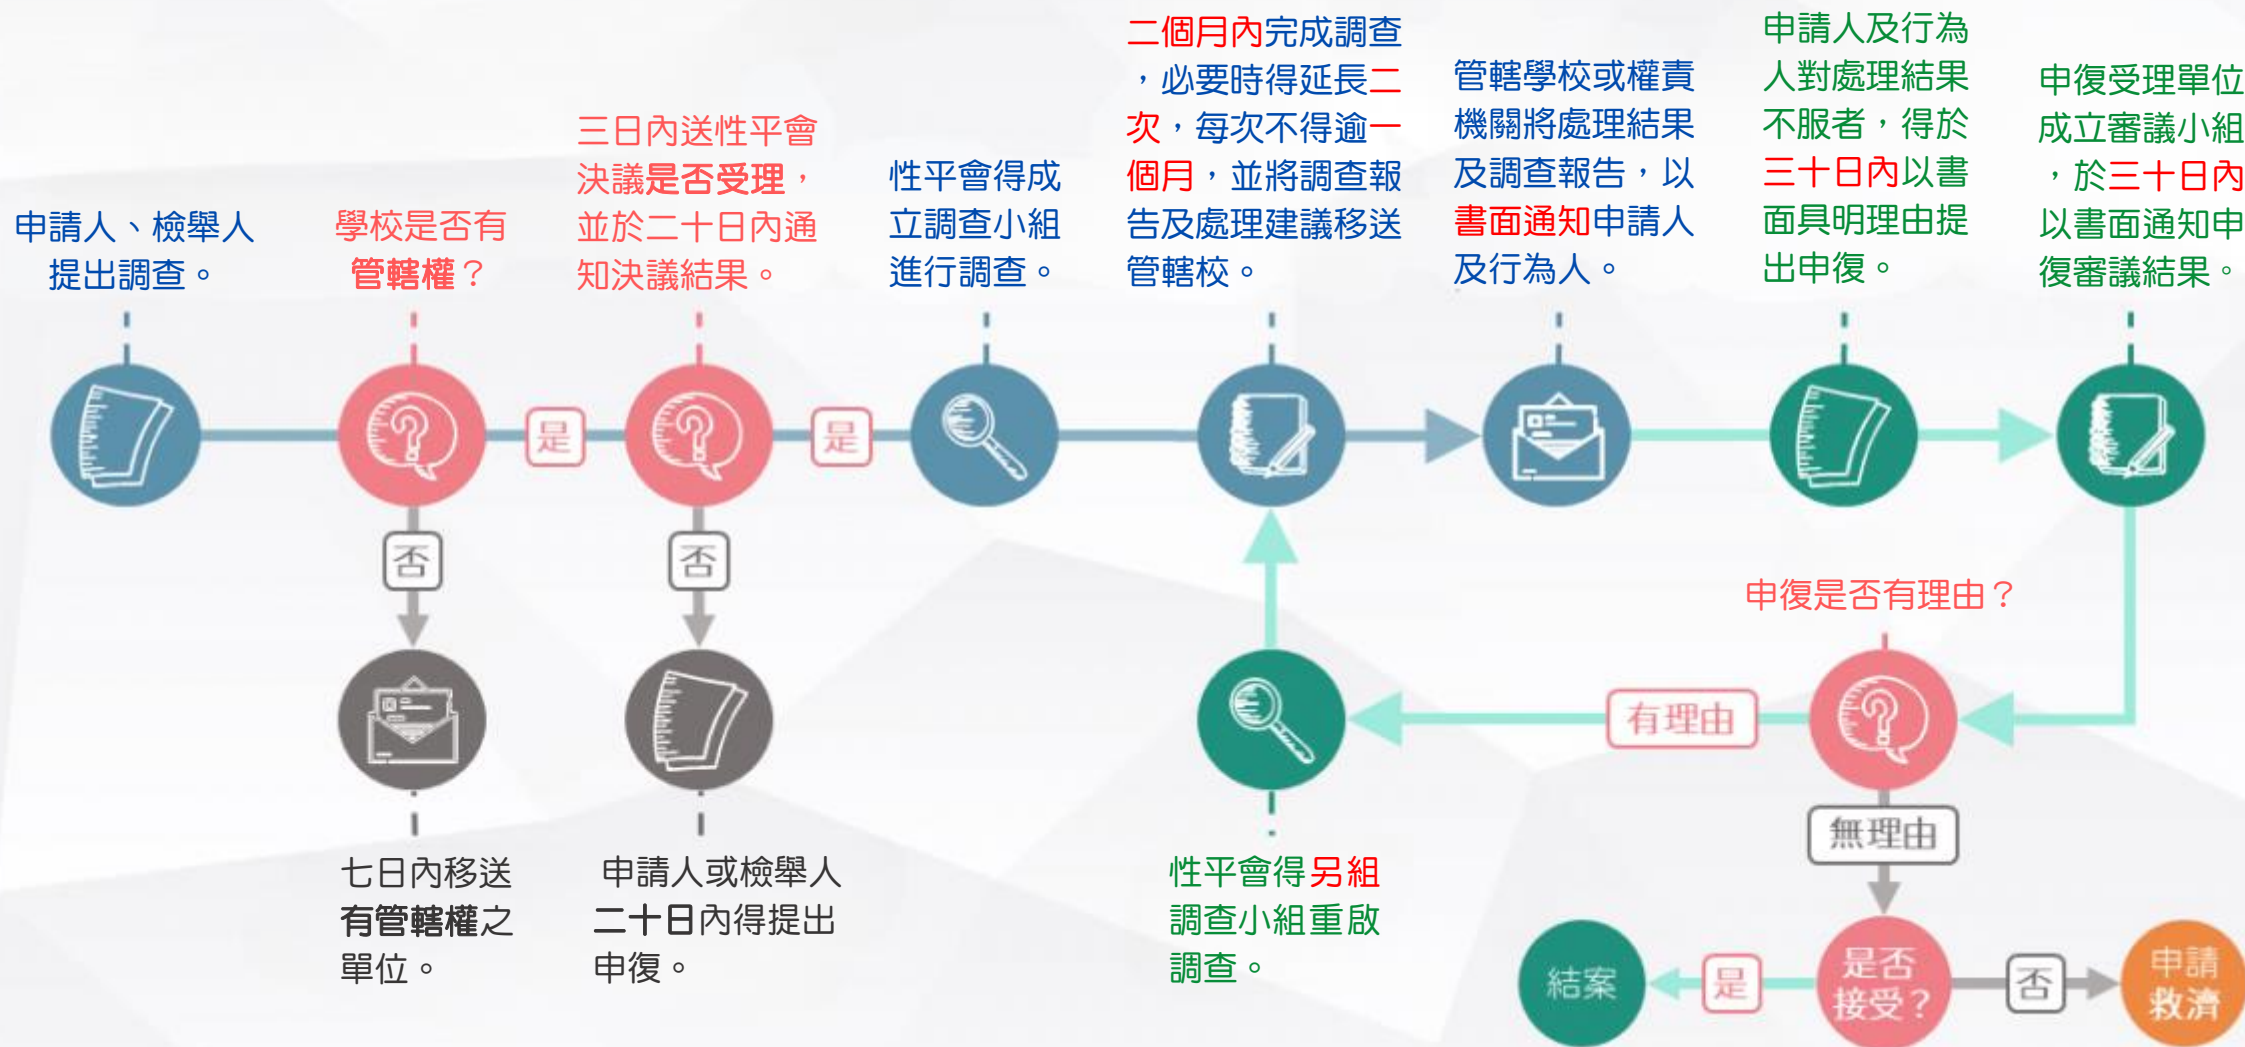 申請人、檢舉人
提出調查。
學校是否有
管轄權？
三日內送性平會
決議是否受理，
並於二十日內通
知決議結果。
性平會得成
立調查小組
進行調查。
二個月內完成調查
，必要時得延長二
次，每次不得逾一
個月，並將調查報
告及處理建議移送
管轄校。
管轄學校或權責
機關將處理結果
及調查報告，以
書面通知申請人
及行為人。
申請人及行為
人對處理結果
不服者，得於
三十日內以書
面具明理由提
出申復。
申復受理單位
成立審議小組
，於三十日內
以書面通知申
復審議結果。
是
是
否
否
七日內移送
有管轄權之
單位。
申請人或檢舉人
二十日內得提出
申復。
申復是否有理由？
有理由
性平會得另組
調查小組重啟
調查。
無理由
是否
接受？
是
結案
否
申請
救濟